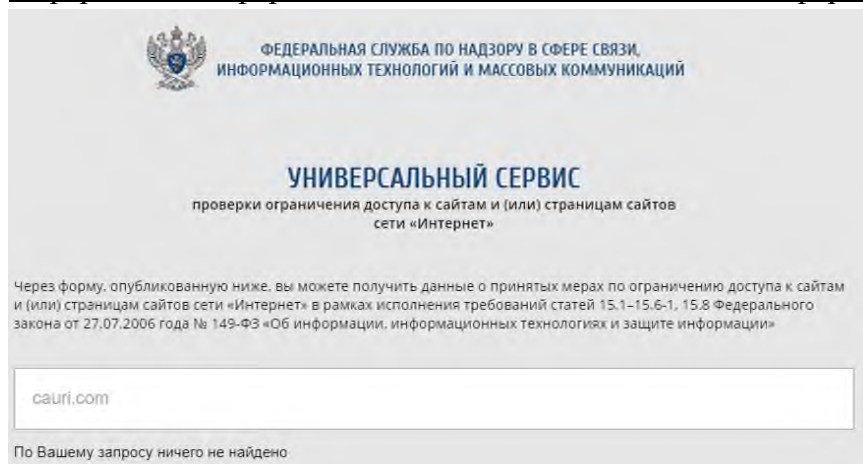 ФЕДЕРАЛЬНАЯ СЛУЖБА ПО НАДЗОРУ В СФЕРЕ СВЯЗИ,
ИНФОРМАЦИОННЫХ ТЕХНОЛОГИЙ И МАССОВЫХ КОММУНИКАЦИЙ
УНИВЕРСАЛЬНЫЙ СЕРВИС
проверки ограничения доступа к сайтам и (или) страницам сайтов
сети «Интернет»
Через форму, опубликованную ниже, вы можете получить данные о принятых мерах по ограничению доступа к сайтам
и (или) страницам сайтов сети «Интернет» в рамках исполнения требований статей 15.1–15.6-1, 15.8 Федерального
закона от 27.07.2006 года № 149-ФЗ «Об информации, информационных технологиях и защите информации»
cauri.com
По Вашему запросу ничего не найдено